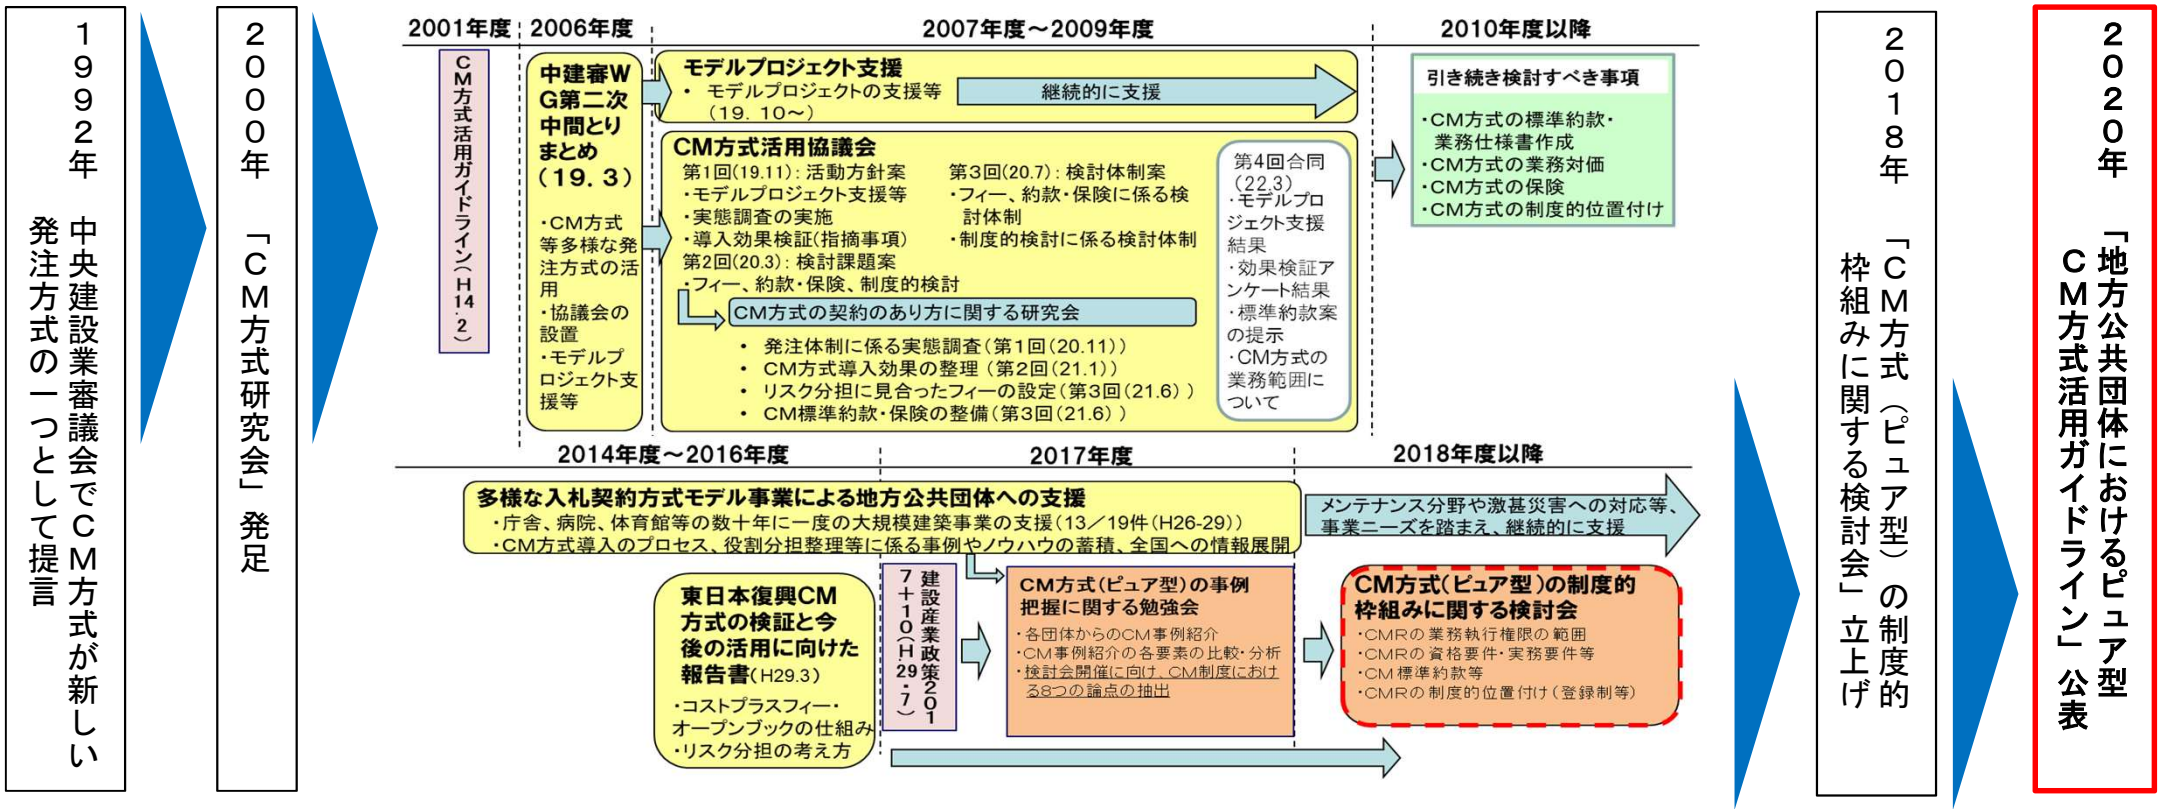 1992年　中央建設業審議会でCM方式が新しい
発注方式の一つとして提言
2000年　「CM方式研究会」発足
2001年度
2006年度
2007年度～2009年度
2010年度以降
CM方式活用ガイドライン（H14.2）
中建審W
G第二次
中間とり
まとめ
（19.3）
・CM方式
等多様な発
注方式の活
用
・協議会の
設置
・モデルプ
ロジェクト支
援等
モデルプロジェクト支援
• モデルプロジェクトの支援等
（19.10～）
継続的に支援
CM方式活用協議会
第1回(19.11)：活動方針案
・モデルプロジェクト支援等
・実態調査の実施
・導入効果検証(指摘事項)
第2回(20.3)：検討課題案
・フィー、約款・保険、制度的検討
第3回(20.7)：検討体制案
・フィー、約款・保険に係る検
討体制
・制度的検討に係る検討体制
CM方式の契約のあり方に関する研究会
• 発注体制に係る実態調査(第1回(20.11))
• CM方式導入効果の整理(第2回(21.1))
• リスク分担に見合ったフィーの設定(第3回(21.6))
• CM標準約款・保険の整備(第3回(21.6))
第4回合同
(22.3)
・モデルプロ
ジェクト支援
結果
・効果検証ア
ンケート結果
・標準約款案
の提示
・CM方式の
業務範囲に
ついて
引き続き検討すべき事項
・CM方式の標準約款・
業務仕様書作成
・CM方式の業務対価
・CM方式の保険
・CM方式の制度的位置付け
2014年度～2016年度
2017年度
2018年度以降
多様な入札契約方式モデル事業による地方公共団体への支援
・庁舎、病院、体育館等の数十年に一度の大規模建築事業の支援(13／19件(H26-29))
・CM方式導入のプロセス、役割分担整理等に係る事例やノウハウの蓄積、全国への情報展開
メンテナンス分野や激甚災害への対応等、
事業ニーズを踏まえ、継続的に支援
東日本復興CM
方式の検証と今
後の活用に向けた
報告書(H29.3)
・コストプラスフィー・
オープンブックの仕組み
・リスク分担の考え方
建設産業政策201
7＋10（H.29.7）
CM方式(ピュア型)の事例
把握に関する勉強会
・各団体からのCM事例紹介
・CM事例紹介の各要素の比較・分析
・検討会開催に向け、CM制度におけ
る8つの論点の抽出
CM方式(ピュア型)の制度的
枠組みに関する検討会
・CMRの業務執行権限の範囲
・CMRの資格要件・実務要件等
・CM標準約款等
・CMRの制度的位置付け(登録制等)
2018年　「CM方式（ピュア型）の制度的
枠組みに関する検討会」立上げ
2020年　「地方公共団体におけるピュア型
CM方式活用ガイドライン」公表